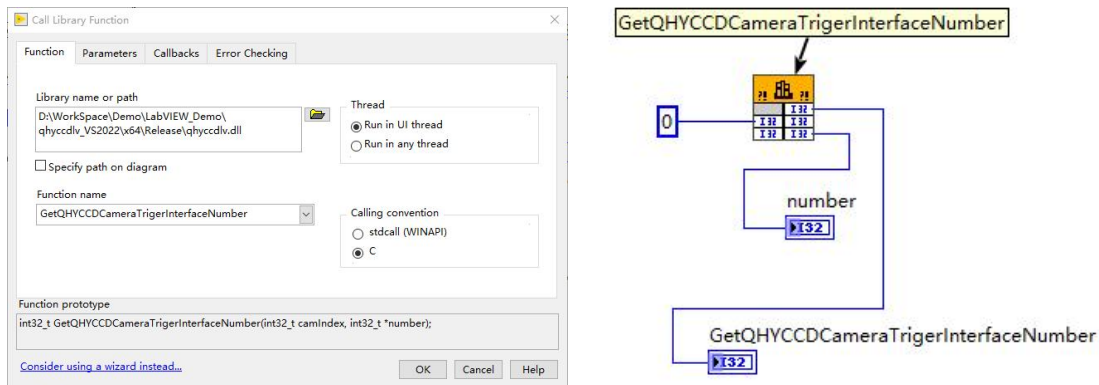 Call Library Function
Function
Parameters
Callbacks
Error Checking
Library name or path
D:\WorkSpace\Demo\LabVIEW_Demo\
qhyccdlv_VS2022\x64\Release\qhyccdlv.dll
Specify path on diagram
Function name
GetQHYCCDCameraTrigerInterfaceNumber
Thread
Run in UI thread
Run in any thread
Calling convention
stdcall (WINAPI)
C
Function prototype
int32_t GetQHYCCDCameraTrigerInterfaceNumber(int32_t camIndex, int32_t *number);
Consider using a wizard instead...
OK
Cancel
Help
GetQHYCCDCameraTrigerInterfaceNumber
?! ?!
I32
I32 I32
I32 I32
0
number
I32
GetQHYCCDCameraTrigerInterfaceNumber
I32